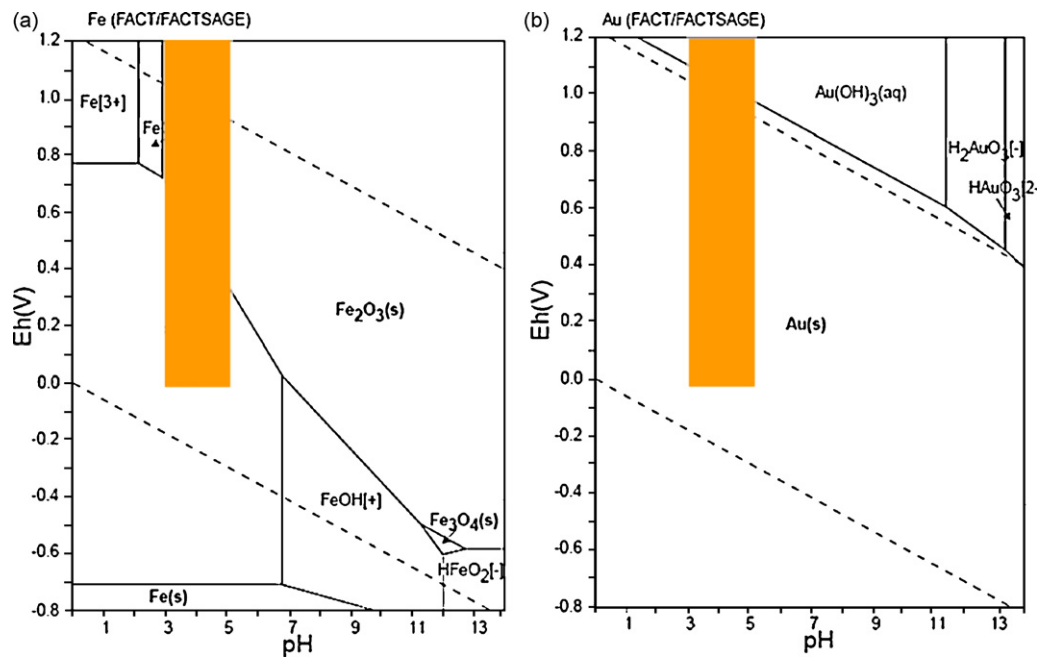 (a)
Fe (FACT/FACTSAGE)
1.2
1.0
0.8
0.6
0.4
0.2
0.0
-0.2
-0.4
-0.6
-0.8
Eh(V)
Fe[3+]
Fe
Fe2O3(s)
FeOH[+]
Fe3O4(s)
HFeO2[-]
Fe(s)
1 3 5 7 9 11 13
pH
(b)
Au (FACT/FACTSAGE)
1.2
1.0
0.8
0.6
0.4
0.2
0.0
-0.2
-0.4
-0.6
-0.8
Eh(V)
Au(OH)3(aq)
H2AuO3[-]
HAuO3[2-
Au(s)
1 3 5 7 9 11 13
pH